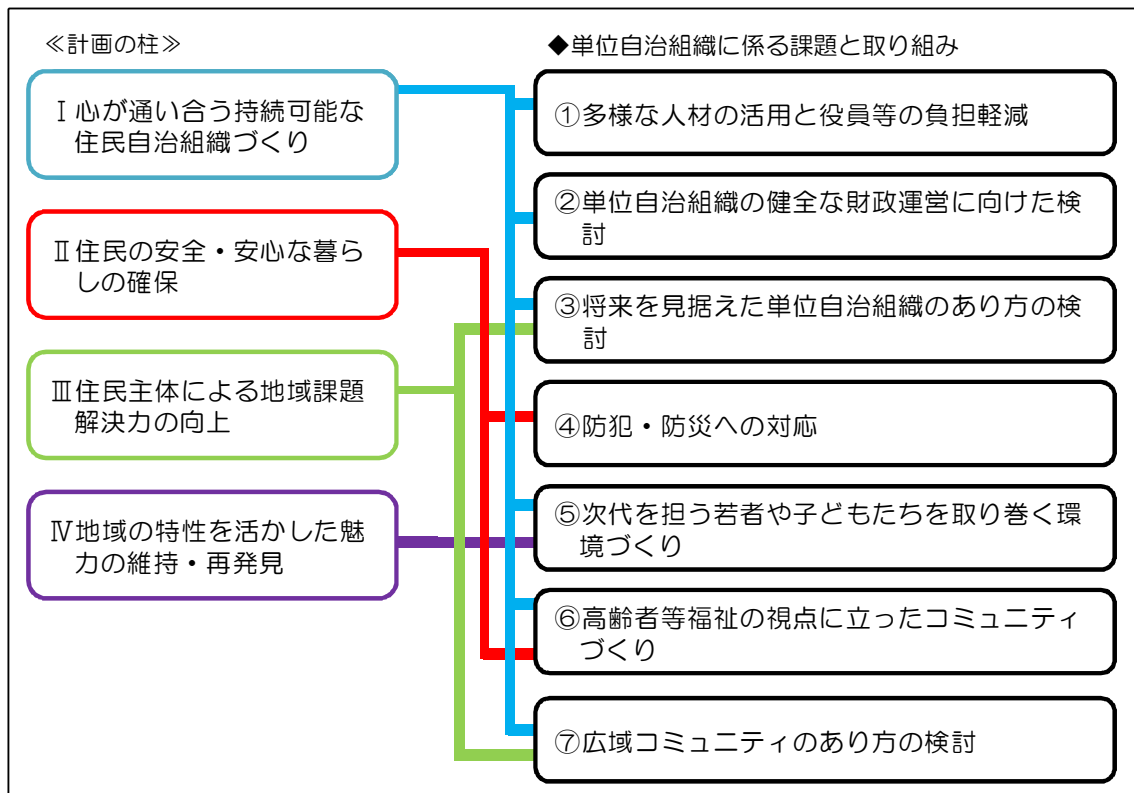 ≪計画の柱≫
Ⅰ心が通い合う持続可能な
住民自治組織づくり
Ⅱ住民の安全・安心な暮ら
しの確保
Ⅲ住民主体による地域課題
解決力の向上
Ⅳ地域の特性を活かした魅
力の維持・再発見
◆単位自治組織に係る課題と取り組み
①多様な人材の活用と役員等の負担軽減
②単位自治組織の健全な財政運営に向けた検
討
③将来を見据えた単位自治組織のあり方の検
討
④防犯・防災への対応
⑤次代を担う若者や子どもたちを取り巻く環
境づくり
⑥高齢者等福祉の視点に立ったコミュニティ
づくり
⑦広域コミュニティのあり方の検討